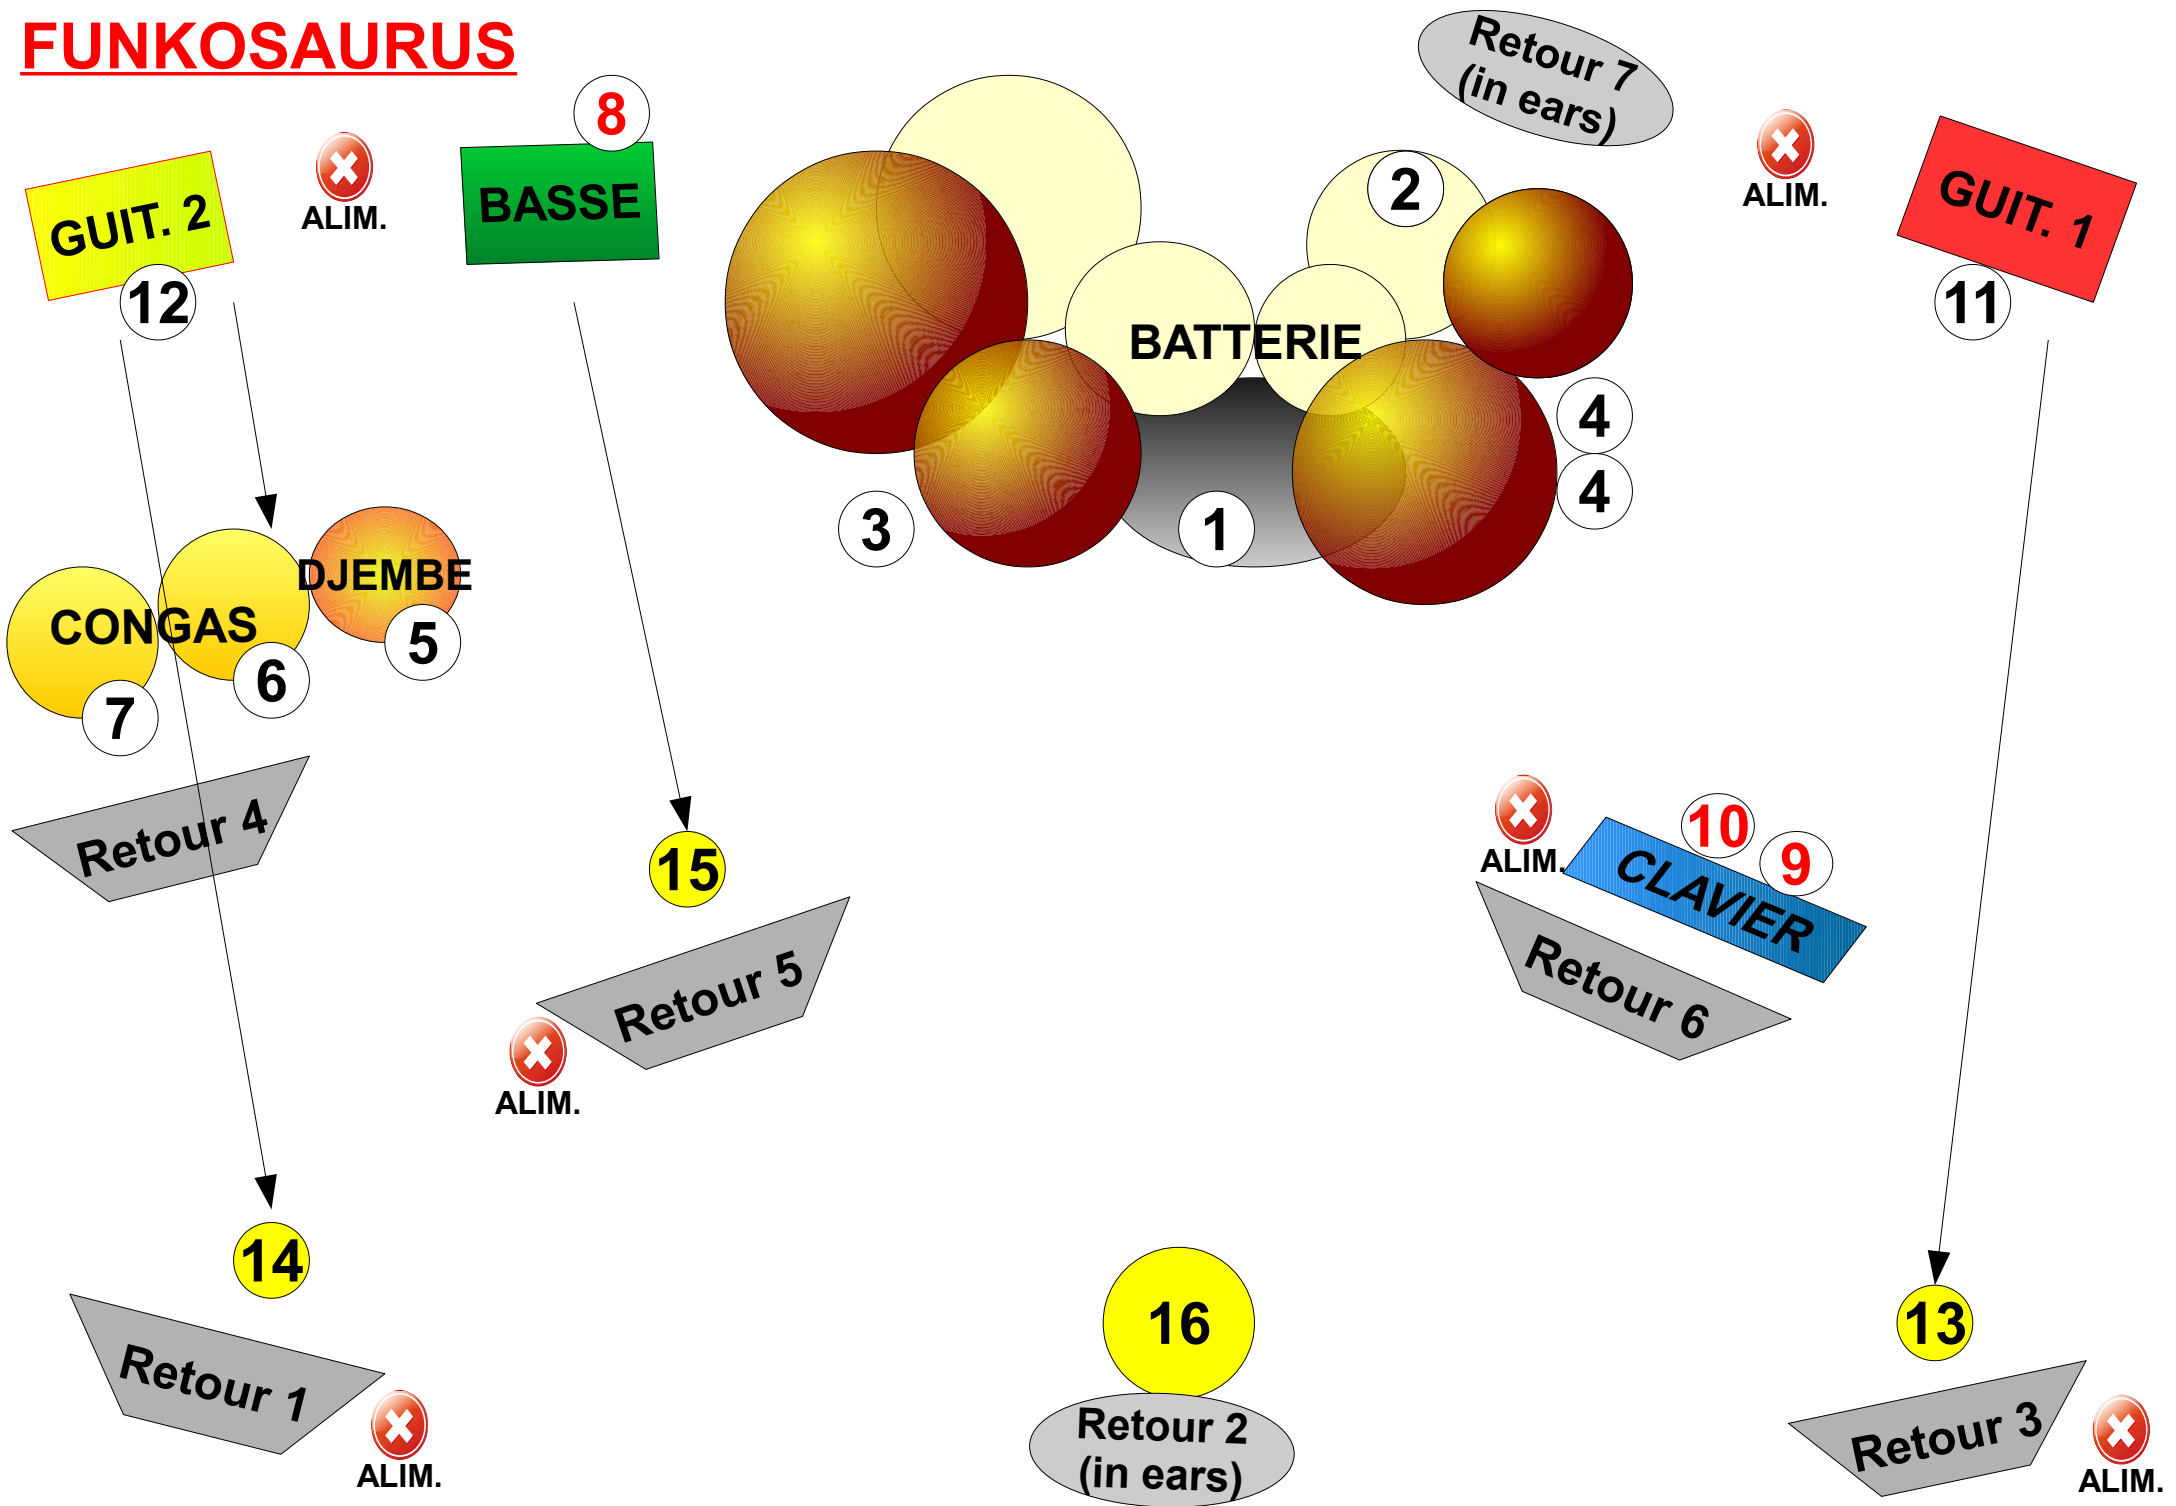 FUNKOSAURUS
Retour 7
(in ears)
8
2
GUIT. 2
ALIM.
BASSE
ALIM.
GUIT. 1
12
11
BATTERIE
4
4
3
1
DJEMBE
CONGAS
5
6
7
Retour 4
15
ALIM.
10
9
CLAVIER
Retour 5
Retour 6
ALIM.
14
16
13
Retour 1
ALIM.
Retour 2
(in ears)
Retour 3
ALIM.